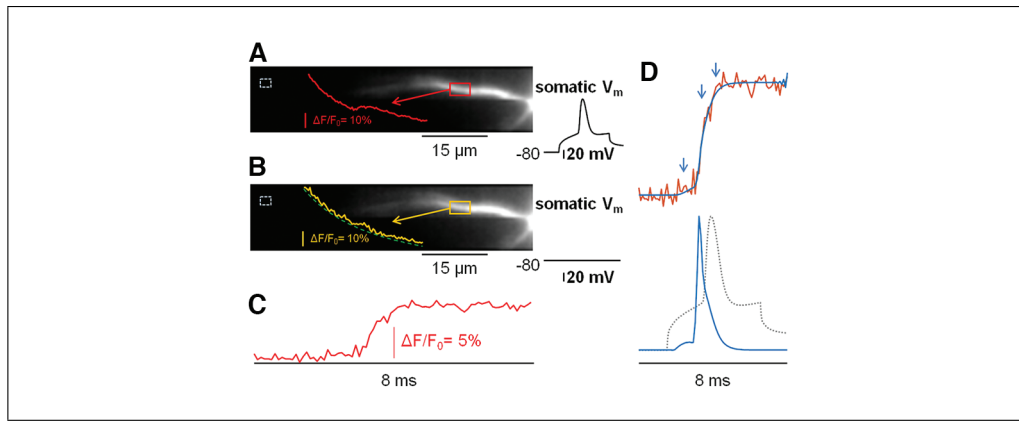 A
ΔF/F₀= 10%
15 µm
somatic Vₘ
-80
20 mV
B
ΔF/F₀= 10%
15 µm
somatic Vₘ
-80
20 mV
C
ΔF/F₀= 5%
8 ms
D
8 ms